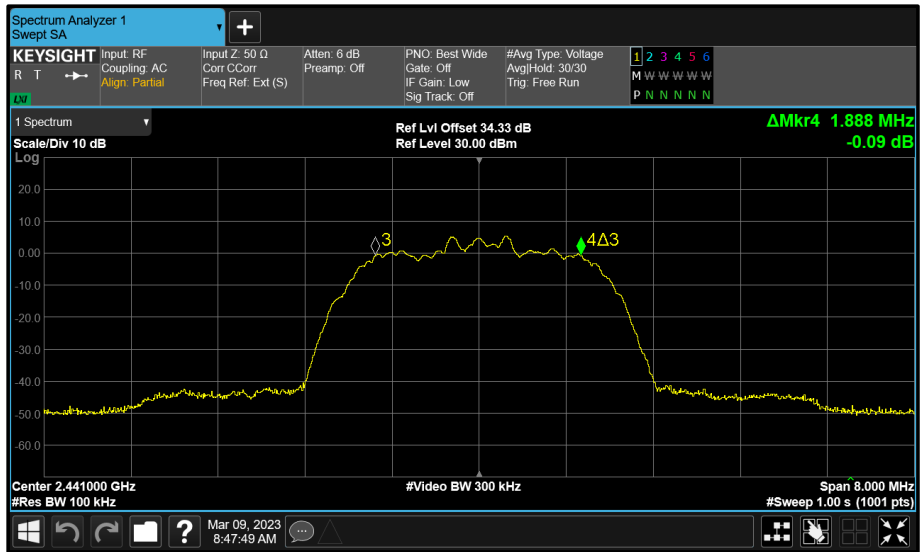 Spectrum Analyzer 1
Swept SA
+
KEYSIGHT
R T
LXI
Input: RF
Coupling: AC
Align: Partial
Input Z: 50 Ω
Corr CCorr
Freq Ref: Ext (S)
Atten: 6 dB
Preamp: Off
PNO: Best Wide
Gate: Off
IF Gain: Low
Sig Track: Off
#Avg Type: Voltage
Avg|Hold: 30/30
Trig: Free Run
1 2 3 4 5 6
M W W W W W
P N N N N N
1 Spectrum
Scale/Div 10 dB
Ref Lvl Offset 34.33 dB
Ref Level 30.00 dBm
ΔMkr4 1.888 MHz
-0.09 dB
Log
20.0
10.0
0.00
-10.0
-20.0
-30.0
-40.0
-50.0
-60.0
3
4Δ3
Center 2.441000 GHz
#Res BW 100 kHz
#Video BW 300 kHz
Span 8.000 MHz
#Sweep 1.00 s (1001 pts)
?
Mar 09, 2023
8:47:49 AM